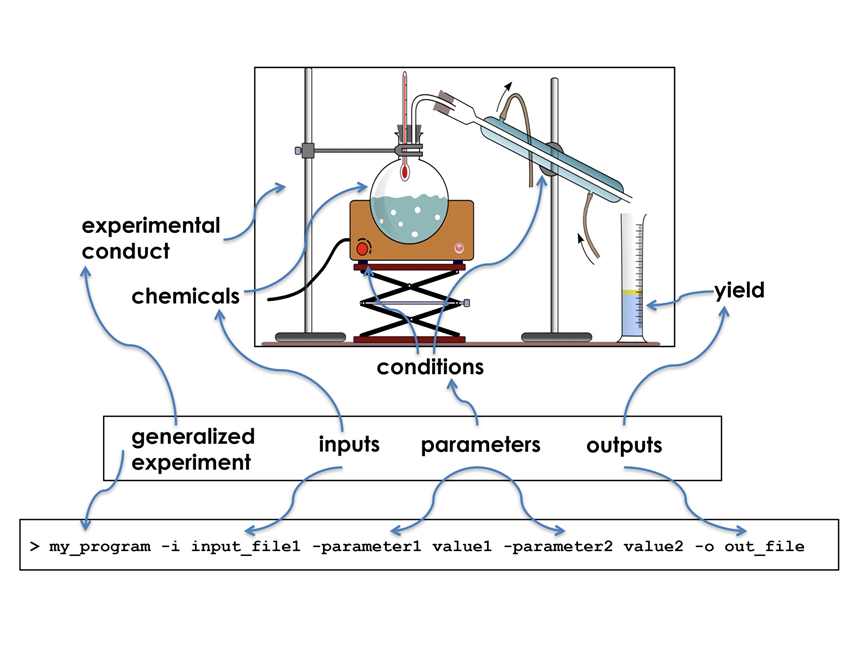 experimental
conduct
chemicals
yield
conditions
generalized
experiment
inputs
parameters
outputs
> my_program -i input_file1 -parameter1 value1 -parameter2 value2 -o out_file